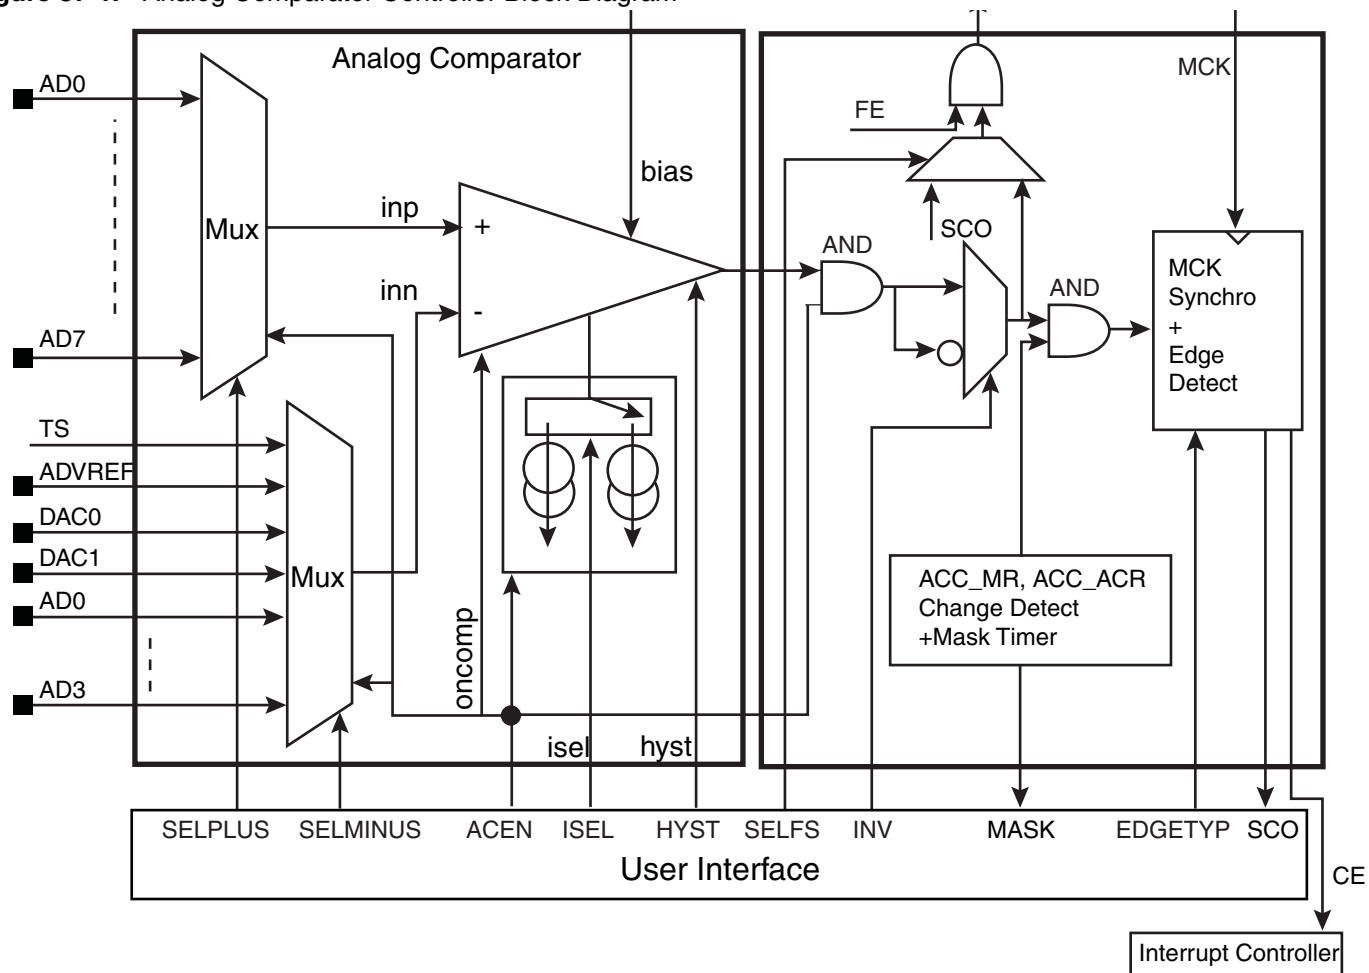 Analog Comparator Controller Block Diagram
Analog Comparator
AD0
Mux
AD7
inp
inn
+
-
bias
TS
ADVREF
DAC0
DAC1
AD0
AD3
Mux
oncomp
isel
hyst
MCK
FE
SCO
AND
AND
MCK
Synchro
+
Edge
Detect
ACC_MR, ACC_ACR
Change Detect
+Mask Timer
SELPLUS
SELMINUS
ACEN
ISEL
HYST
SELFS
INV
MASK
EDGETYP
SCO
User Interface
CE
Interrupt Controller